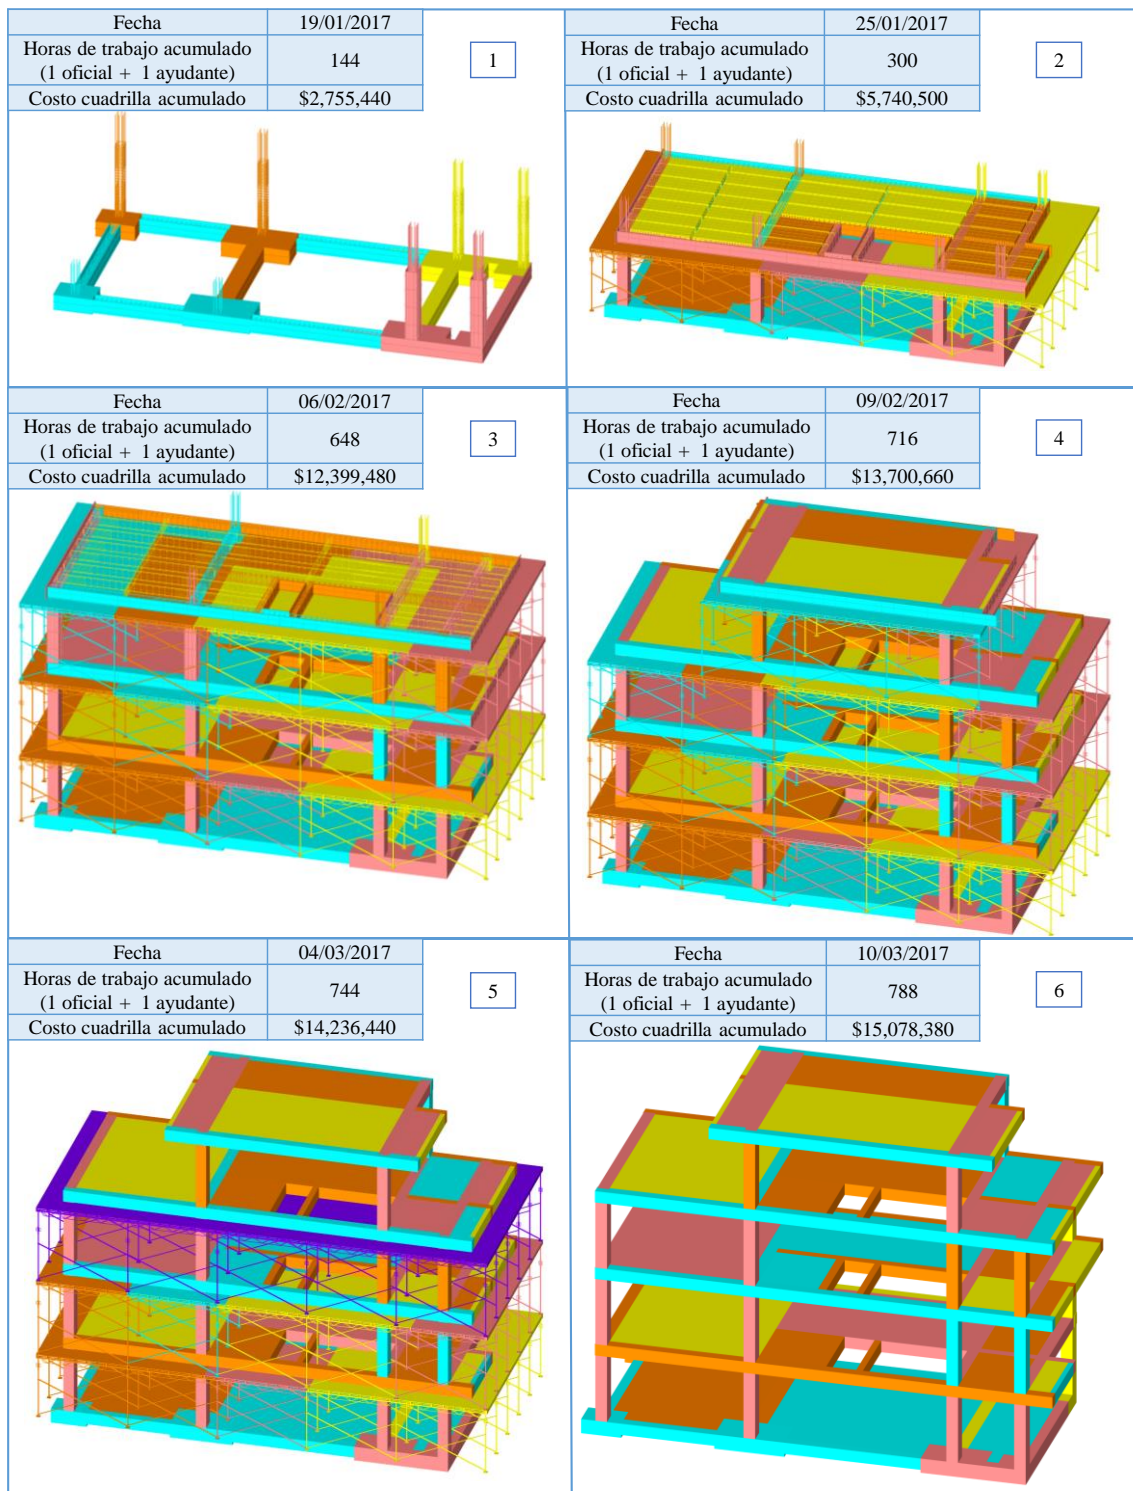 Fecha 19/01/2017
Horas de trabajo acumulado
(1 oficial + 1 ayudante) 144
1
Costo cuadrilla acumulado $2,755,440
Fecha 25/01/2017
Horas de trabajo acumulado
(1 oficial + 1 ayudante) 300
2
Costo cuadrilla acumulado $5,740,500
Fecha 06/02/2017
Horas de trabajo acumulado
(1 oficial + 1 ayudante) 648
3
Costo cuadrilla acumulado $12,399,480
Fecha 09/02/2017
Horas de trabajo acumulado
(1 oficial + 1 ayudante) 716
4
Costo cuadrilla acumulado $13,700,660
Fecha 04/03/2017
Horas de trabajo acumulado
(1 oficial + 1 ayudante) 744
5
Costo cuadrilla acumulado $14,236,440
Fecha 10/03/2017
Horas de trabajo acumulado
(1 oficial + 1 ayudante) 788
6
Costo cuadrilla acumulado $15,078,380